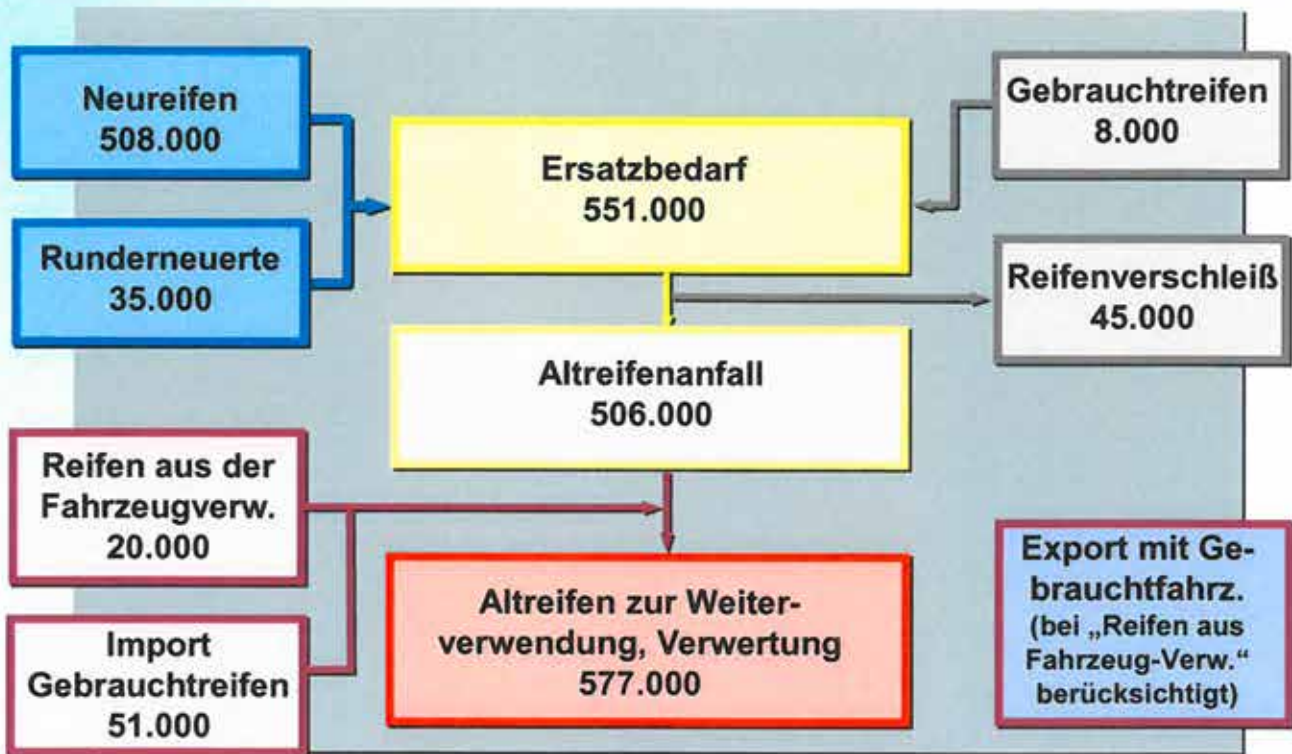 Neureifen
508.000
Gebrauchtreifen
8.000
Ersatzbedarf
551.000
Runderneuerte
35.000
Reifenverschleiß
45.000
Altreifenanfall
506.000
Reifen aus der
Fahrzeugverw.
20.000
Export mit Ge-
brauchtfahrz.
(bei „Reifen aus
Fahrzeug-Verw.“
berücksichtigt)
Altreifen zur Weiter-
verwendung, Verwertung
577.000
Import
Gebrauchtreifen
51.000